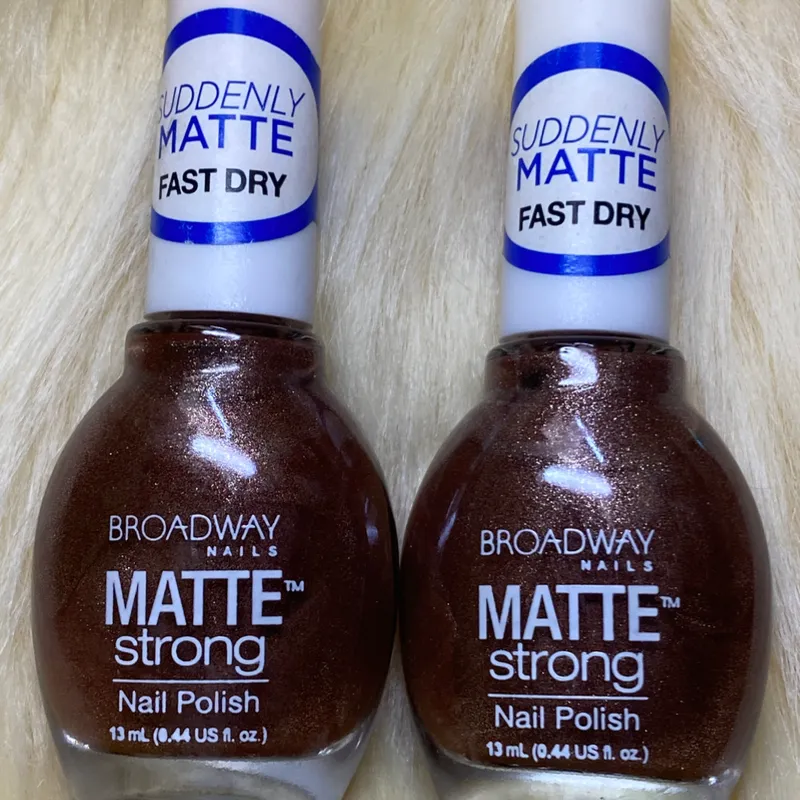 SUDDENLY
MATTE
FAST DRY
BROADWAY
NAILS
MATTE™
strong
Nail Polish
13 mL (0.44 US fl. oz.)
SUDDENLY
MATTE
FAST DRY
BROADWAY
NAILS
MATTE™
strong
Nail Polish
13 mL (0.44 US fl. oz.)